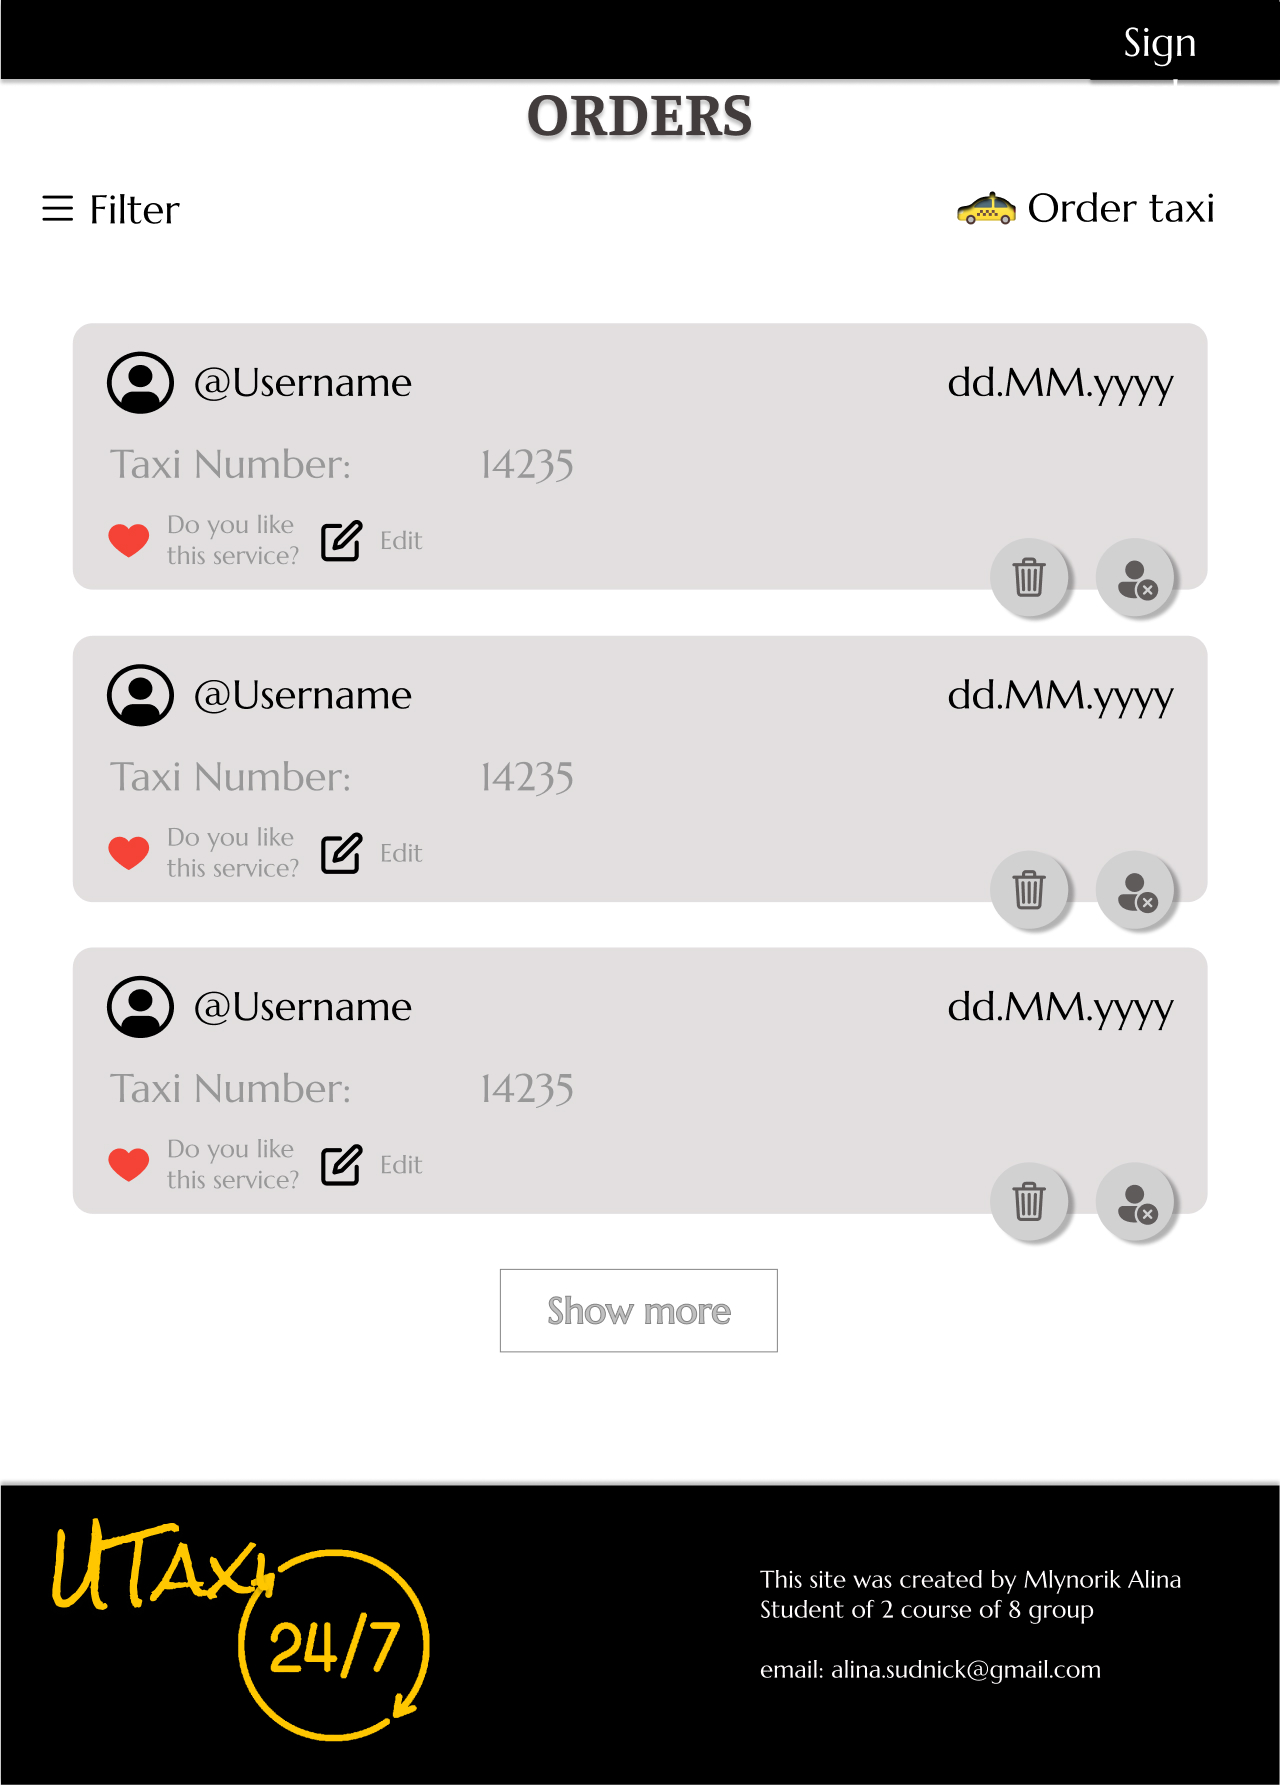 Sign
ORDERS
Filter
Order taxi
@Username
dd.MM.yyyy
Taxi Number: 14235
Do you like
this service?
Edit
@Username
dd.MM.yyyy
Taxi Number: 14235
Do you like
this service?
Edit
@Username
dd.MM.yyyy
Taxi Number: 14235
Do you like
this service?
Edit
Show more
UTaxi
24/7
This site was created by Mlynorik Alina
Student of 2 course of 8 group
email: alina.sudnick@gmail.com